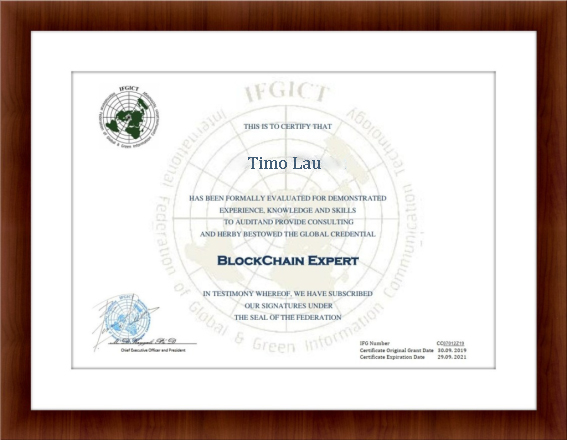 IFGICT
IFGICT
International Federation of Global & Green Information Communication Technology
THIS IS TO CERTIFY THAT
Timo Lau
HAS BEEN FORMALLY EVALUATED FOR DEMONSTRATED
EXPERIENCE, KNOWLEDGE AND SKILLS
TO AUDITAND PROVIDE CONSULTING
AND HERBY BESTOWED THE GLOBAL CREDENTIAL
BLOCKCHAIN EXPERT
IN TESTIMONY WHEREOF, WE HAVE SUBSCRIBED
OUR SIGNATURES UNDER
THE SEAL OF THE FEDERATION
Chief Executive Officer and President
IFG Number
Certificate Original Grant Date 30.09. 2019
Certificate Expiration Date 29.09. 2021